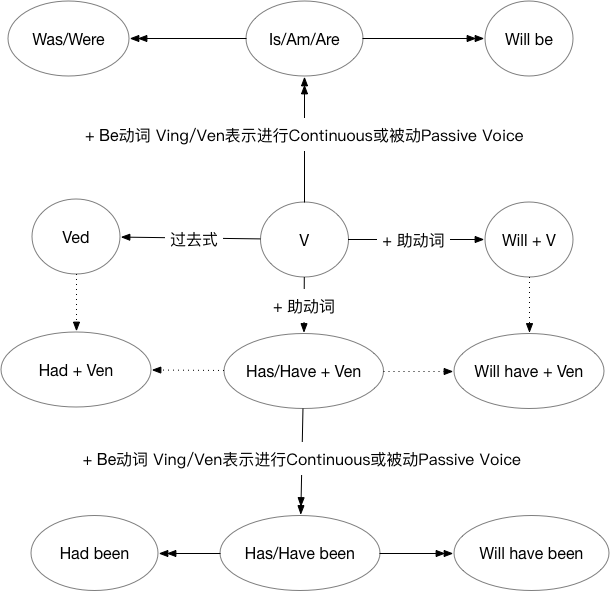 Was/Were
Is/Am/Are
Will be
+ Be动词 Ving/Ven表示进行Continuous或被动Passive Voice
Ved
过去式
V
+ 助动词
Will + V
+ 助动词
Had + Ven
Has/Have + Ven
Will have + Ven
+ Be动词 Ving/Ven表示进行Continuous或被动Passive Voice
Had been
Has/Have been
Will have been